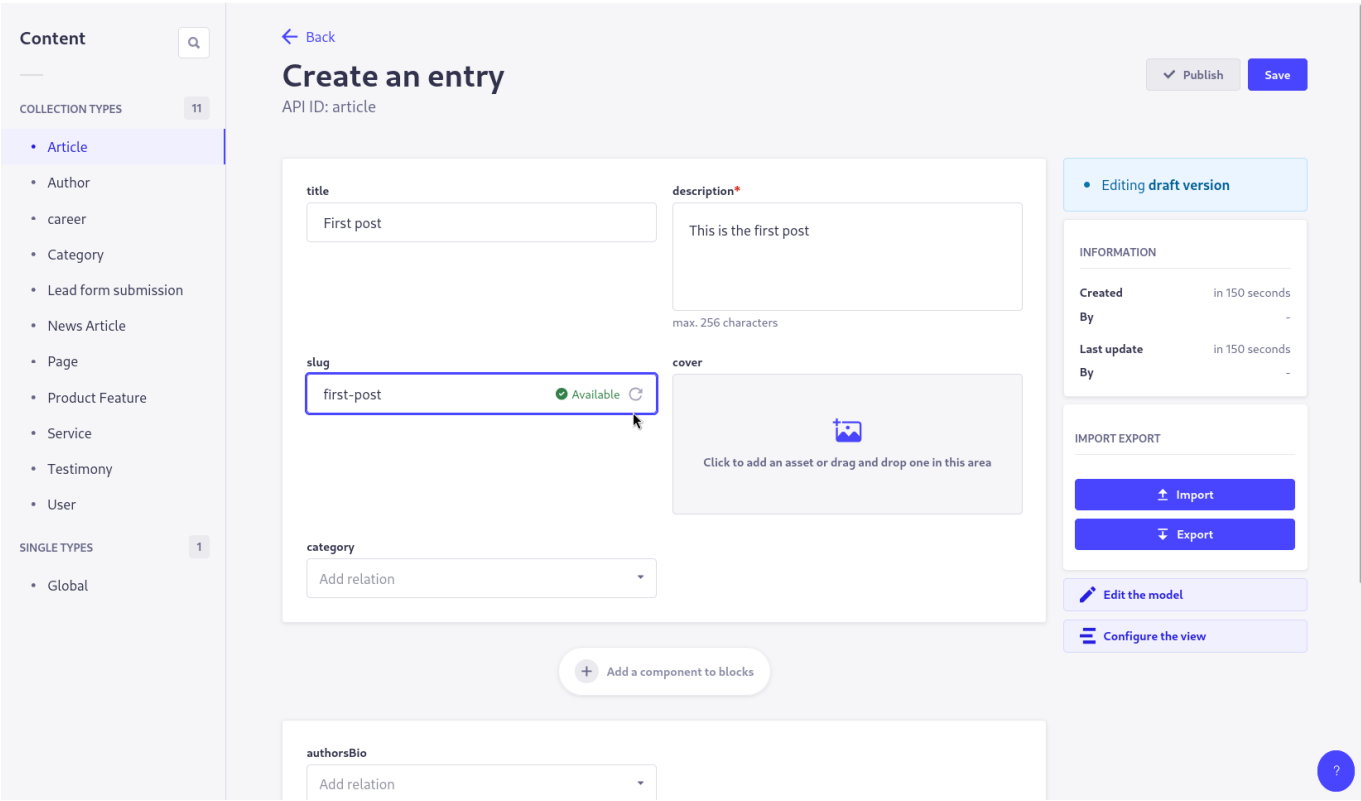 Content
COLLECTION TYPES 11
Article
Author
career
Category
Lead form submission
News Article
Page
Product Feature
Service
Testimony
User
SINGLE TYPES 1
Global
Back
Create an entry
API ID: article
Publish
Save
title
First post
description*
This is the first post
max. 256 characters
slug
first-post Available
cover
Click to add an asset or drag and drop one in this area
category
Add relation
Add a component to blocks
authorsBio
Add relation
Editing draft version
INFORMATION
Created in 150 seconds
By -
Last update in 150 seconds
By -
IMPORT EXPORT
Import
Export
Edit the model
Configure the view
?